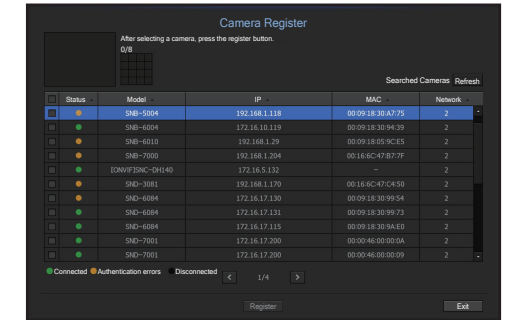 Camera Register
After selecting a camera, press the register button.
0/8
Searched Cameras Refresh
Status Model IP MAC Network
SNB-5004 192.168.1.118 00:09:18:30:A7:75 2
SNB-6004 172.16.10.119 00:09:18:30:94:39 2
SNB-6010 192.168.1.29 00:09:18:05:9C:E5 2
SNB-7000 192.168.1.204 00:16:6C:47:B7:7F 2
[ONVIF]SNC-DH140 172.16.5.132 - 2
SND-3081 192.168.1.170 00:16:6C:47:C4:50 2
SND-6084 172.16.17.130 00:09:18:30:99:54 2
SND-6084 172.16.17.131 00:09:18:30:99:73 2
SND-6084 172.16.17.115 00:09:18:30:9A:E0 2
SND-7001 172.16.17.200 00:00:46:00:00:0A 2
SND-7001 172.16.17.200 00:00:46:00:00:09 2
Connected Authentication errors Disconnected
< 1/4 >
Register Exit